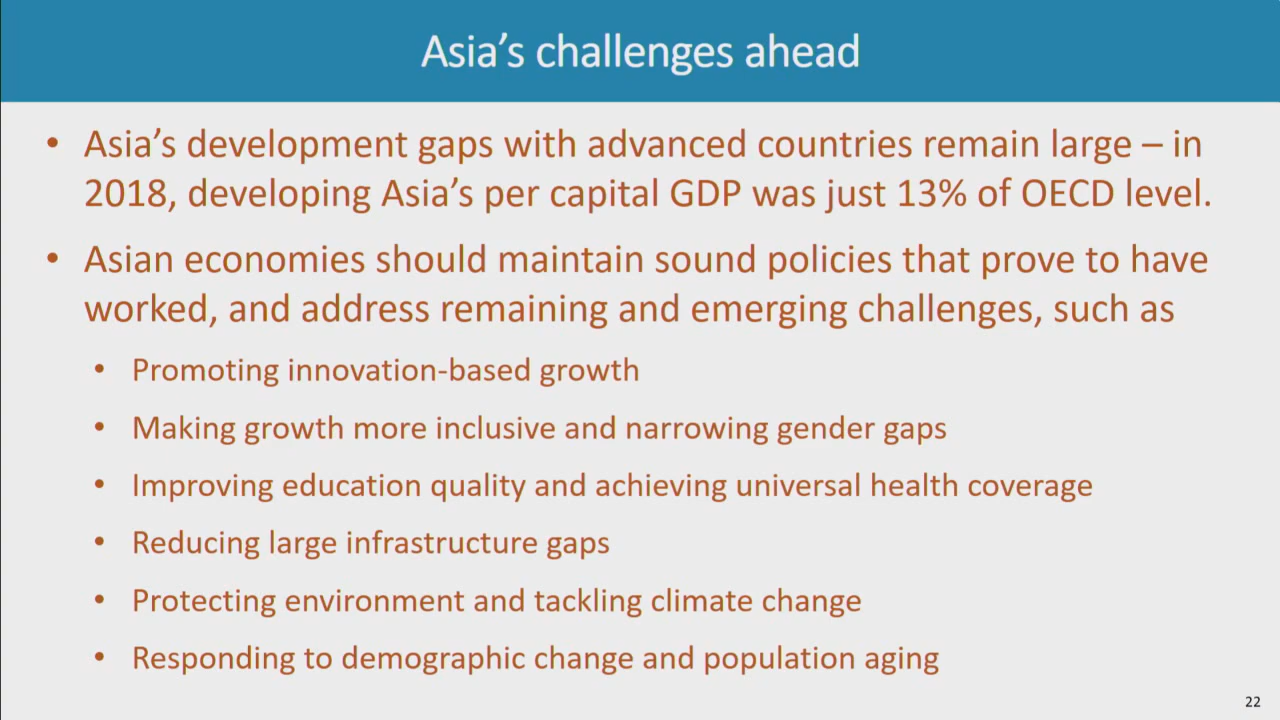 Asia's challenges ahead
• Asia's development gaps with advanced countries remain large – in
2018, developing Asia's per capital GDP was just 13% of OECD level.
• Asian economies should maintain sound policies that prove to have
worked, and address remaining and emerging challenges, such as
• Promoting innovation-based growth
• Making growth more inclusive and narrowing gender gaps
• Improving education quality and achieving universal health coverage
• Reducing large infrastructure gaps
• Protecting environment and tackling climate change
• Responding to demographic change and population aging
22